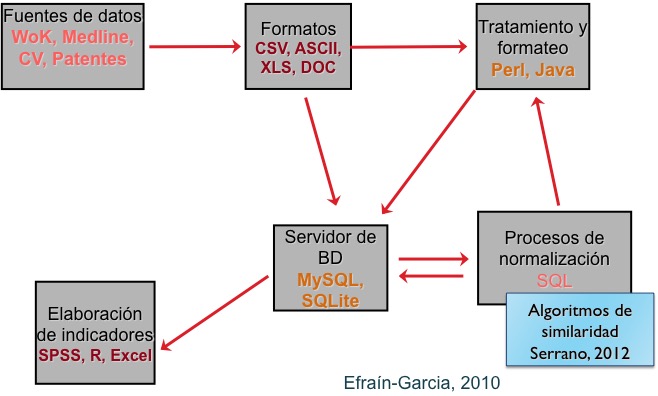 Fuentes de datos
WoK, Medline,
CV, Patentes
Formatos
CSV, ASCII,
XLS, DOC
Tratamiento y
formateo
Perl, Java
Servidor de
BD
MySQL,
SQLite
Procesos de
normalización
SQL
Algoritmos de
similaridad
Serrano, 2012
Elaboración
de indicadores
SPSS, R, Excel
Efraín-Garcia, 2010